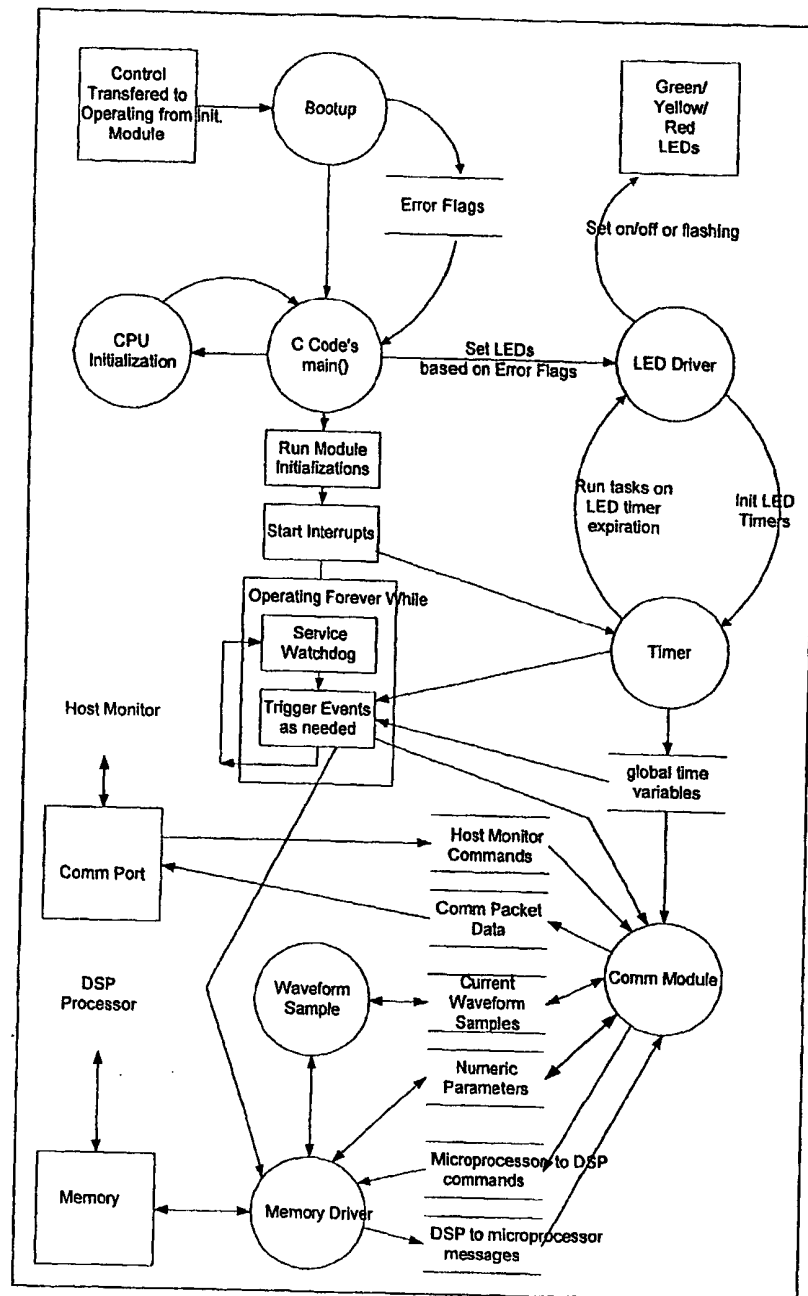 Control
Transfered to
Operating from init.
Module
Bootup
Green/
Yellow/
Red
LEDs
Error Flags
Set on/off or flashing
CPU
Initialization
C Code's
main()
Set LEDs
based on Error Flags
LED Driver
Run Module
Initializations
Run tasks on
LED timer
expiration
Init LED
Timers
Start Interrupts
Operating Forever While
Service
Watchdog
Timer
Trigger Events
as needed
Host Monitor
global time
variables
Comm Port
Host Monitor
Commands
Comm Packet
Data
DSP
Processor
Waveform
Sample
Current
Waveform
Samples
Comm Module
Numeric
Parameters
Memory
Memory Driver
Microprocessor to DSP
commands
DSP to microprocessor
messages